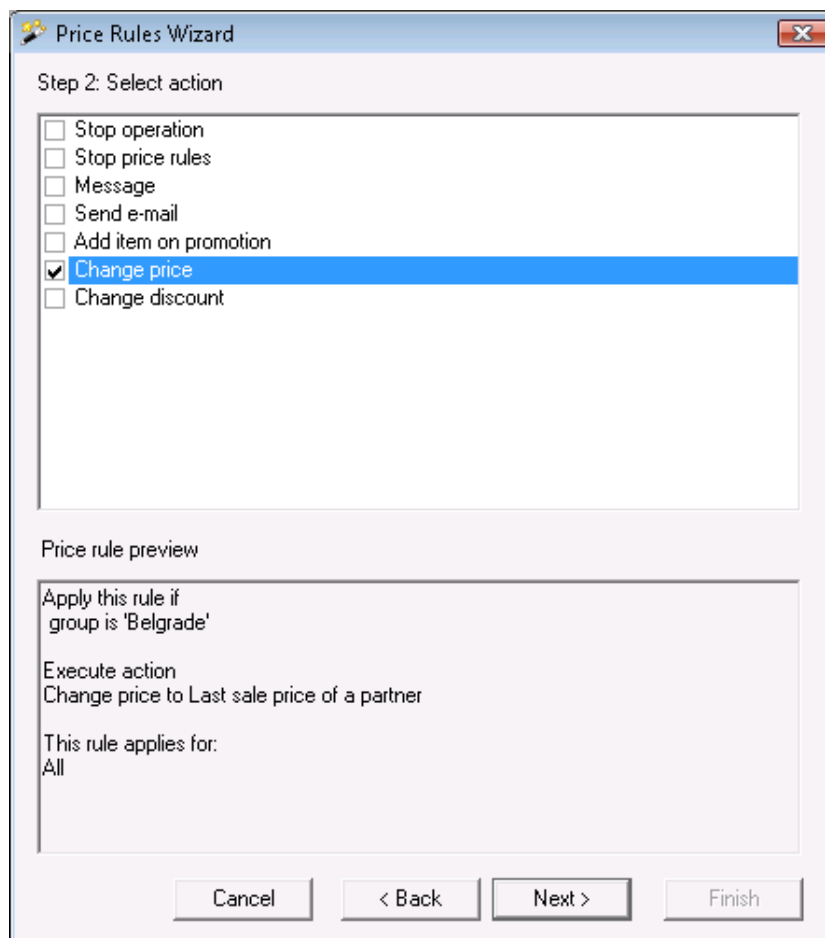 Price Rules Wizard
Step 2: Select action
Stop operation
Stop price rules
Message
Send e-mail
Add item on promotion
Change price
Change discount
Price rule preview
Apply this rule if
group is 'Belgrade'
Execute action
Change price to Last sale price of a partner
This rule applies for:
All
Cancel
< Back
Next >
Finish